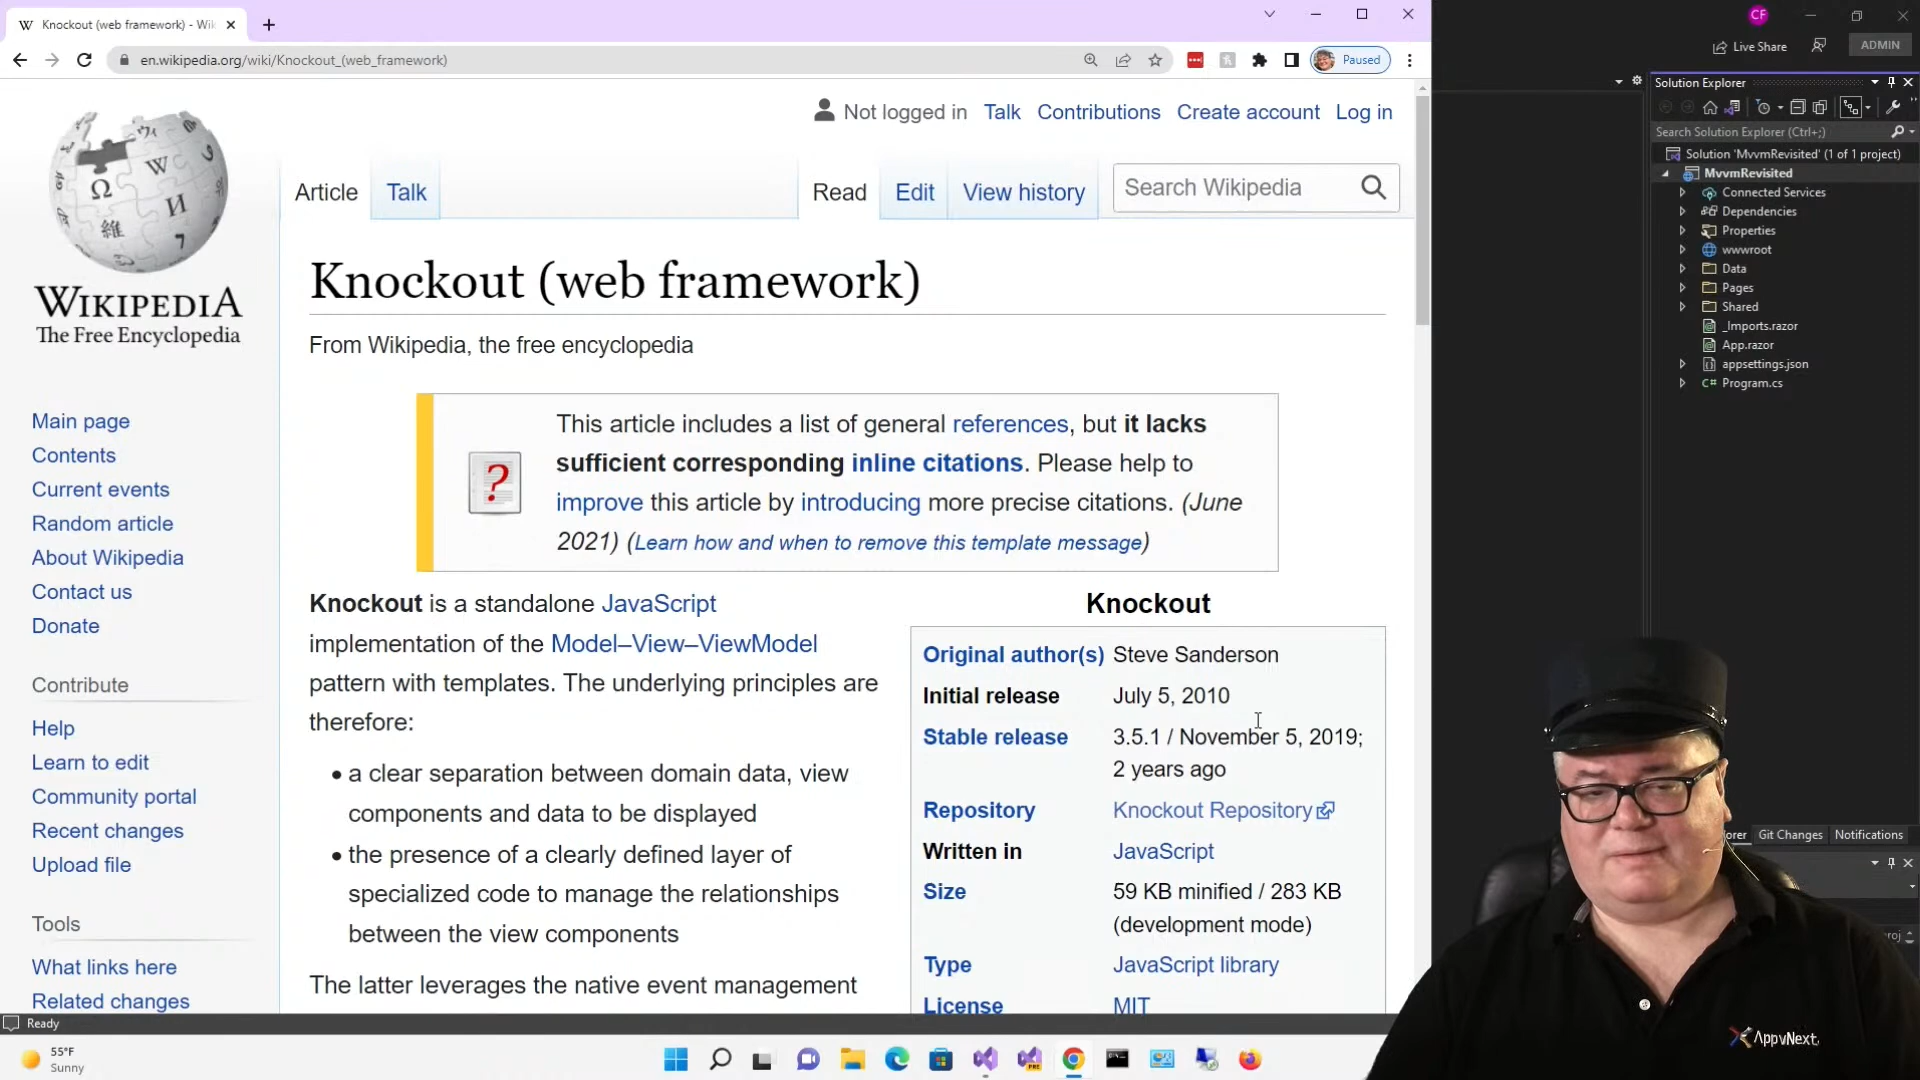 Knockout (web framework) - Wik
en.wikipedia.org/wiki/Knockout_(web_framework)
Paused
CF
Live Share
ADMIN
Not logged in Talk Contributions Create account Log in
Article Talk Read Edit View history
Search Wikipedia
WIKIPEDIA
The Free Encyclopedia
Main page
Contents
Current events
Random article
About Wikipedia
Contact us
Donate
Contribute
Help
Learn to edit
Community portal
Recent changes
Upload file
Tools
What links here
Related changes
Knockout (web framework)
From Wikipedia, the free encyclopedia
This article includes a list of general references, but it lacks
sufficient corresponding inline citations. Please help to
improve this article by introducing more precise citations. (June
2021) (Learn how and when to remove this template message)
Knockout is a standalone JavaScript
implementation of the Model–View–ViewModel
pattern with templates. The underlying principles are
therefore:
• a clear separation between domain data, view
components and data to be displayed
• the presence of a clearly defined layer of
specialized code to manage the relationships
between the view components
The latter leverages the native event management
Knockout
Original author(s) Steve Sanderson
Initial release July 5, 2010
Stable release 3.5.1 / November 5, 2019;
2 years ago
Repository Knockout Repository
Written in JavaScript
Size 59 KB minified / 283 KB
(development mode)
Type JavaScript library
License MIT
Solution Explorer
Search Solution Explorer (Ctrl+;)
Solution 'MvvmRevisited' (1 of 1 project)
MvvmRevisited
Connected Services
Dependencies
Properties
wwwroot
Data
Pages
Shared
_Imports.razor
App.razor
appsettings.json
C# Program.cs
Git Changes Notifications
AppvNext
Ready
55°F
Sunny
PRE